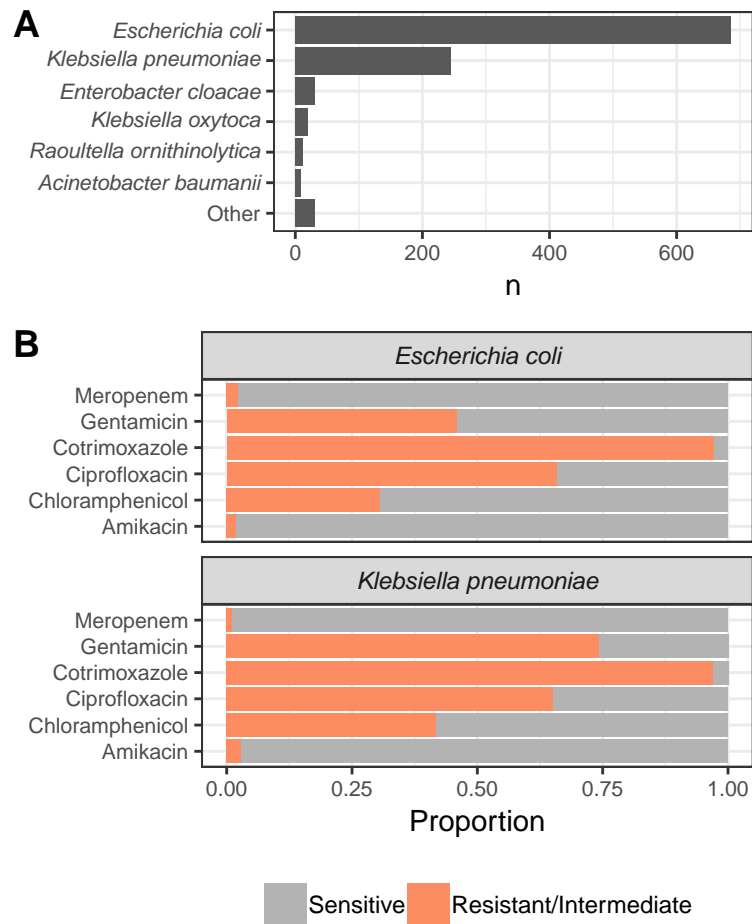 A
Escherichia coli
Klebsiella pneumoniae
Enterobacter cloacae
Klebsiella oxytoca
Raoultella ornithinolytica
Acinetobacter baumanii
Other
0 200 400 600
n
B
Escherichia coli
Meropenem
Gentamicin
Cotrimoxazole
Ciprofloxacin
Chloramphenicol
Amikacin
Klebsiella pneumoniae
Meropenem
Gentamicin
Cotrimoxazole
Ciprofloxacin
Chloramphenicol
Amikacin
0.00 0.25 0.50 0.75 1.00
Proportion
Sensitive Resistant/Intermediate